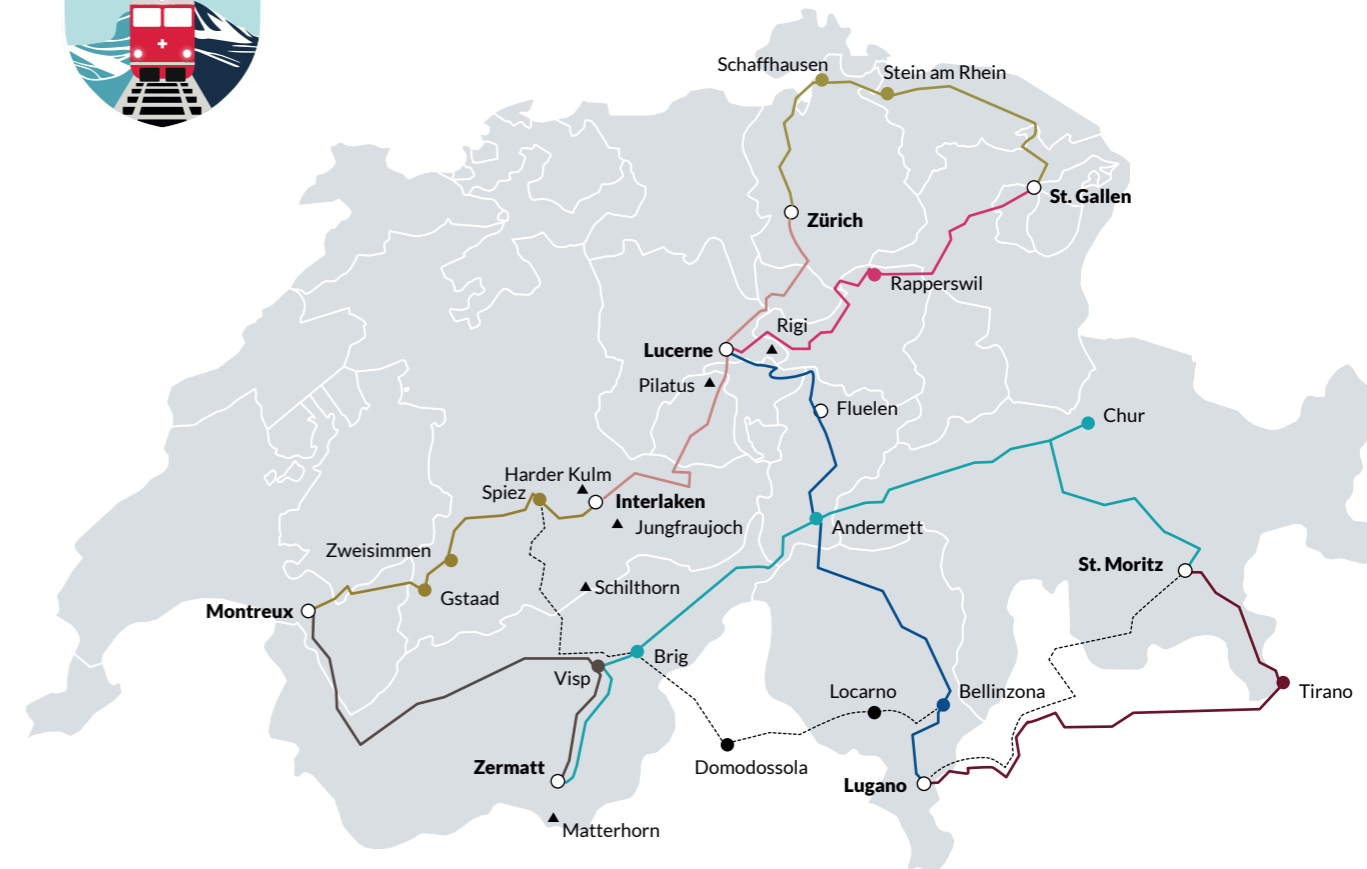 Schaffhausen
Stein am Rhein
St. Gallen
Zürich
Rapperswil
Rigi
Lucerne
Pilatus
Fluelen
Chur
Harder Kulm
Spiez
Interlaken
Jungfraujoch
Andermett
Zweisimmen
St. Moritz
Schilthorn
Gstaad
Montreux
Brig
Visp
Locarno
Bellinzona
Tirano
Domodossola
Zermatt
Lugano
Matterhorn